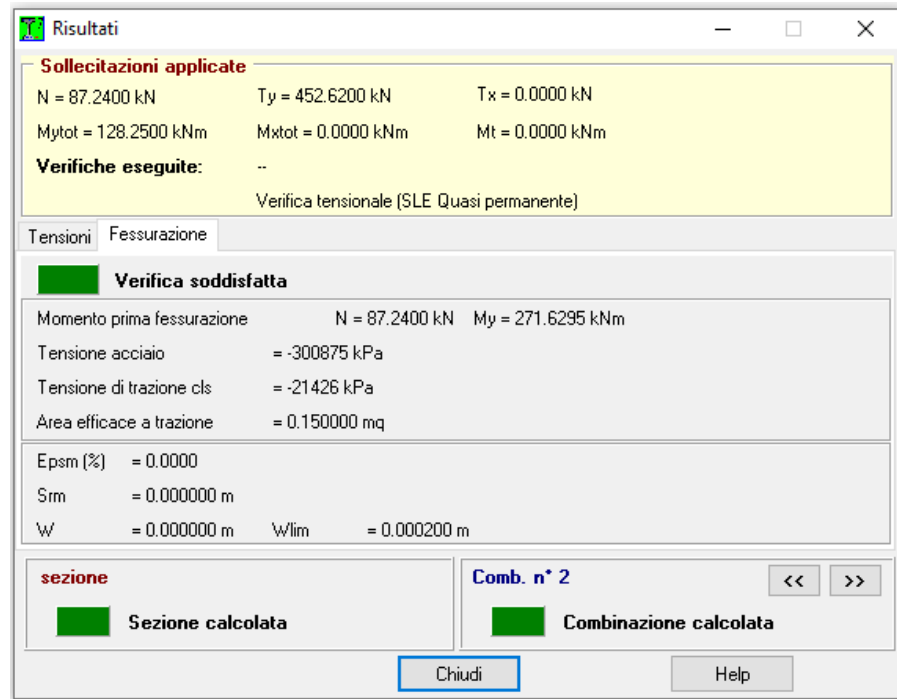 Risultati
Sollecitazioni applicate
N = 87.2400 kN Ty = 452.6200 kN Tx = 0.0000 kN
Mytot = 128.2500 kNm Mxtot = 0.0000 kNm Mt = 0.0000 kNm
Verifiche eseguite: --
Verifica tensionale (SLE Quasi permanente)
Tensioni Fessurazione
Verifica soddisfatta
Momento prima fessurazione N = 87.2400 kN My = 271.6295 kNm
Tensione acciaio = -300875 kPa
Tensione di trazione cls = -21426 kPa
Area efficace a trazione = 0.150000 mq
Epsm (%) = 0.0000
Srm = 0.000000 m
W = 0.000000 m Wlim = 0.000200 m
sezione Comb. n° 2 << >>
Sezione calcolata Combinazione calcolata
Chiudi Help